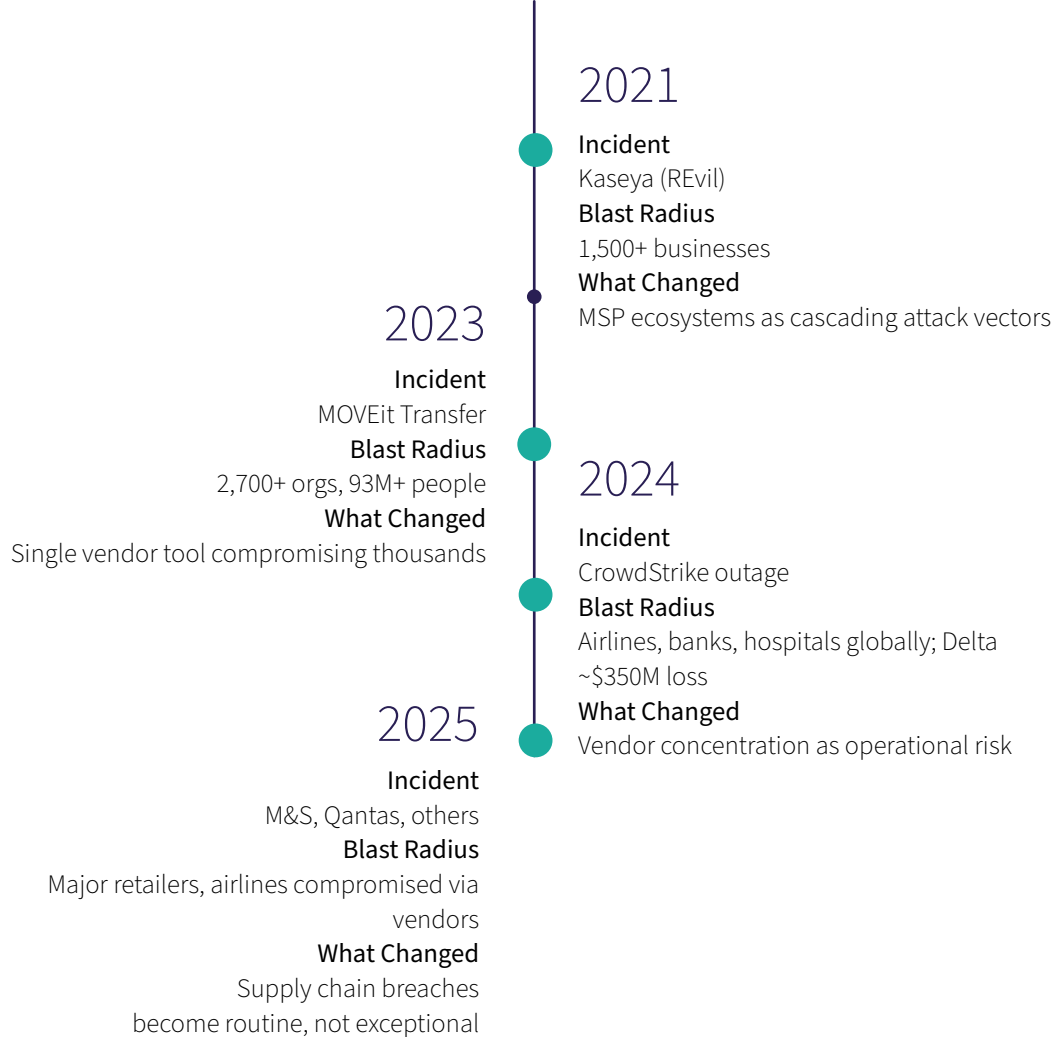 2021
Incident
Kaseya (REvil)
Blast Radius
1,500+ businesses
What Changed
MSP ecosystems as cascading attack vectors
2023
Incident
MOVEit Transfer
Blast Radius
2,700+ orgs, 93M+ people
What Changed
Single vendor tool compromising thousands
2024
Incident
CrowdStrike outage
Blast Radius
Airlines, banks, hospitals globally; Delta
~$350M loss
What Changed
Vendor concentration as operational risk
2025
Incident
M&S, Qantas, others
Blast Radius
Major retailers, airlines compromised via
vendors
What Changed
Supply chain breaches
become routine, not exceptional